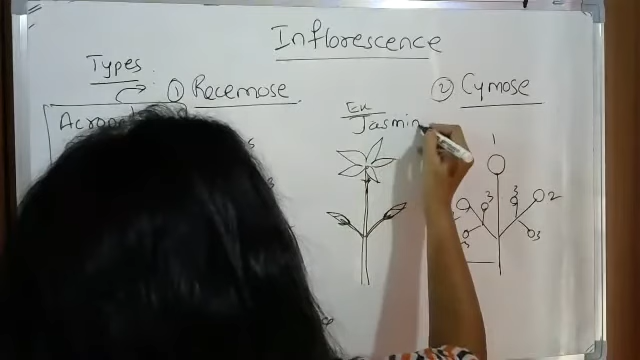 Inflorescence
Types
① Recemose
② Cymose
Ex
Jasmin
1
3
3
2
3
3